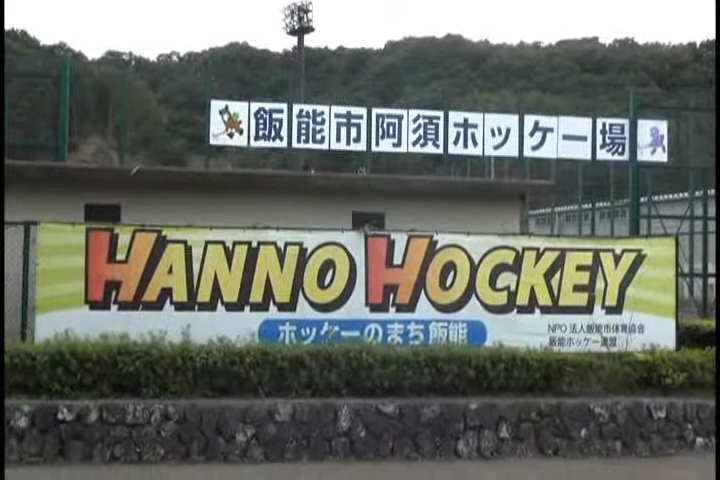 飯能市阿須ホッケー場
HANNO HOCKEY
ホッケーのまち飯能
NPO法人飯能市体育協会
飯能ホッケー連盟